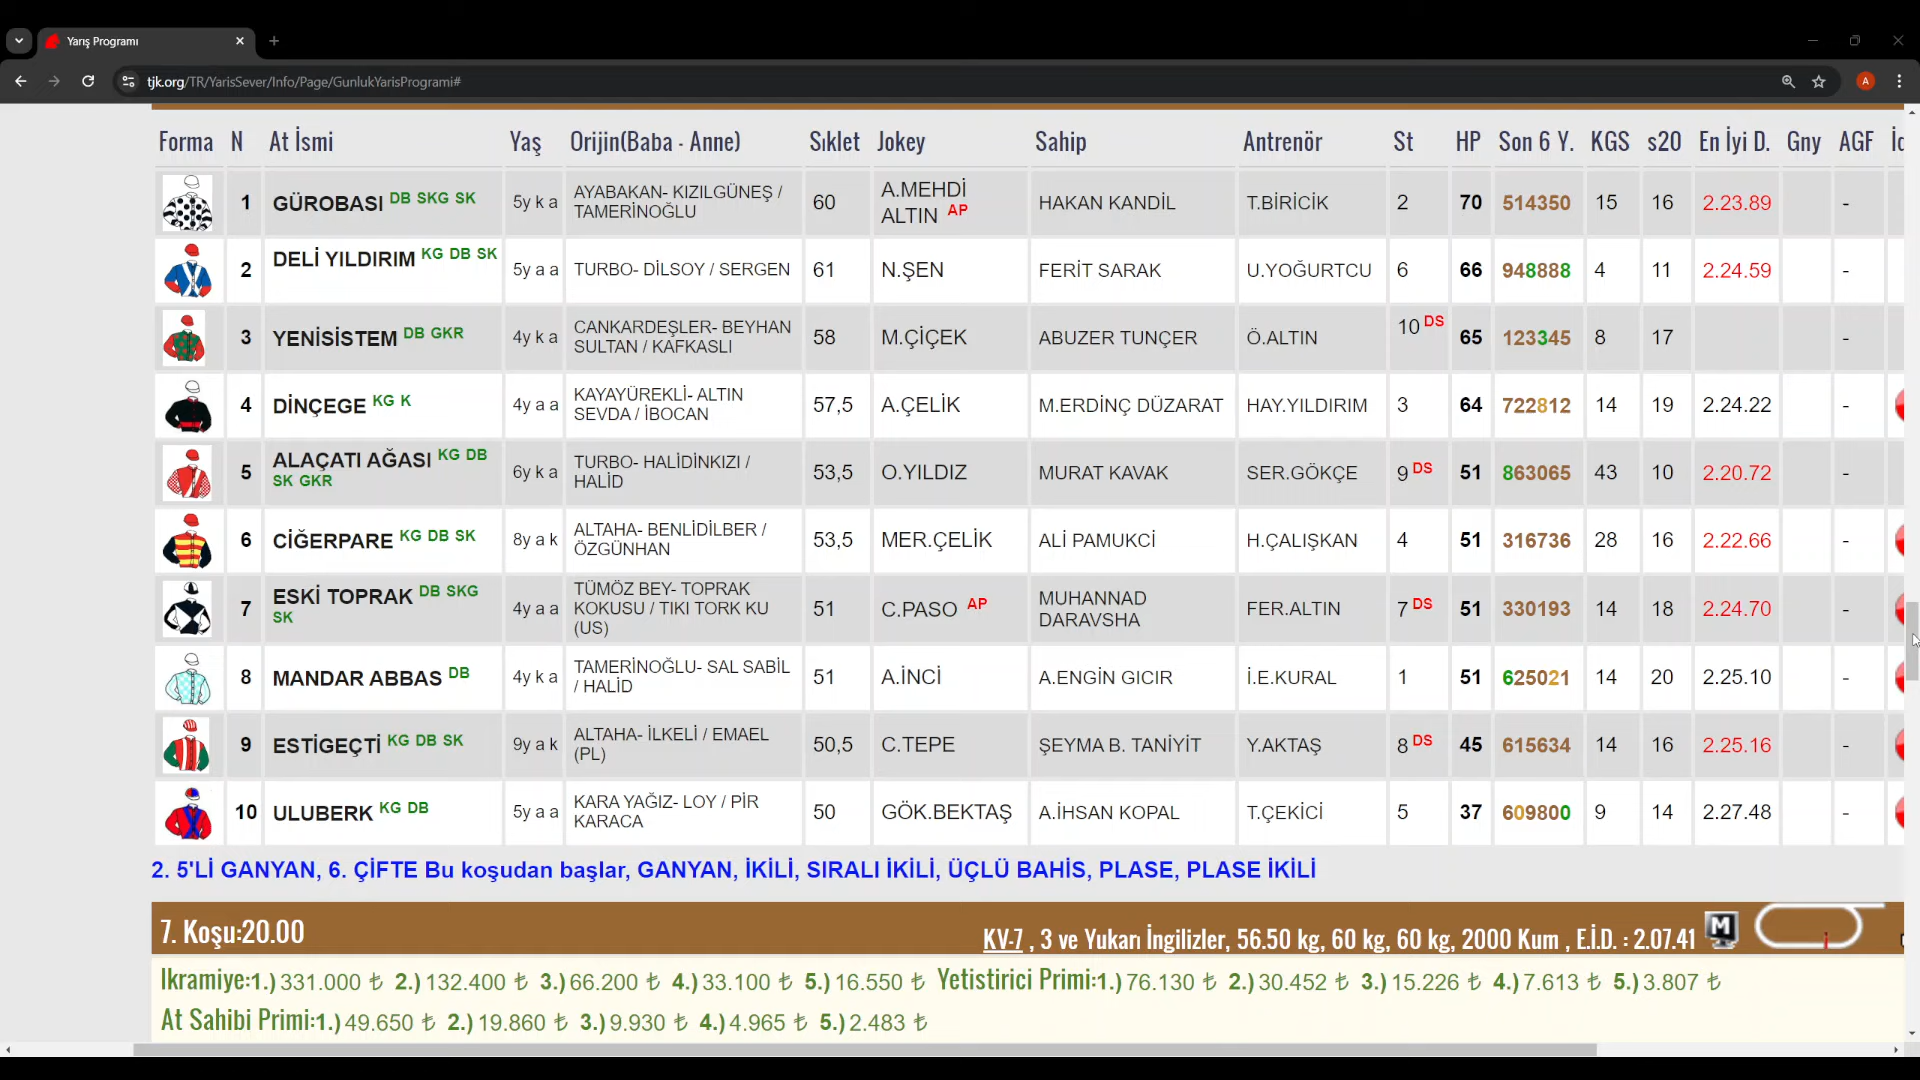 Yarış Programı
tjk.org/TR/YarisSever/Info/Page/GunlukYarisProgrami#
A
Forma N At İsmi Yaş Orijin(Baba - Anne) Sıklet Jokey Sahip Antrenör St HP Son 6 Y. KGS s20 En İyi D. Gny AGF
1 GÜROBASI DB SKG SK 5y k a AYABAKAN- KIZILGÜNEŞ / TAMERİNOĞLU 60 A.MEHDİ ALTIN AP HAKAN KANDİL T.BİRİCİK 2 70 514350 15 16 2.23.89 -
2 DELİ YILDIRIM KG DB SK 5y a a TURBO- DİLSOY / SERGEN 61 N.ŞEN FERİT SARAK U.YOĞURTCU 6 66 948888 4 11 2.24.59 -
3 YENİSİSTEM DB GKR 4y k a CANKARDEŞLER- BEYHAN SULTAN / KAFKASLI 58 M.ÇİÇEK ABUZER TUNÇER Ö.ALTIN 10 DS 65 123345 8 17 -
4 DİNÇEGE KG K 4y a a KAYAYÜREKLİ- ALTIN SEVDA / İBOCAN 57,5 A.ÇELİK M.ERDİNÇ DÜZARAT HAY.YILDIRIM 3 64 722812 14 19 2.24.22 -
5 ALAÇATI AĞASI KG DB SK GKR 6y k a TURBO- HALİDİNKIZI / HALİD 53,5 O.YILDIZ MURAT KAVAK SER.GÖKÇE 9 DS 51 863065 43 10 2.20.72 -
6 CİĞERPARE KG DB SK 8y a k ALTAHA- BENLİDİLBER / ÖZGÜNHAN 53,5 MER.ÇELİK ALİ PAMUKCİ H.ÇALIŞKAN 4 51 316736 28 16 2.22.66 -
7 ESKİ TOPRAK DB SKG SK 4y a a TÜMÖZ BEY- TOPRAK KOKUSU / TIKI TORK KU (US) 51 C.PASO AP MUHANNAD DARAVSHA FER.ALTIN 7 DS 51 330193 14 18 2.24.70 -
8 MANDAR ABBAS DB 4y k a TAMERİNOĞLU- SAL SABİL / HALİD 51 A.İNCİ A.ENGİN GICIR İ.E.KURAL 1 51 625021 14 20 2.25.10 -
9 ESTİGEÇTİ KG DB SK 9y a k ALTAHA- İLKELİ / EMAEL (PL) 50,5 C.TEPE ŞEYMA B. TANİYİT Y.AKTAŞ 8 DS 45 615634 14 16 2.25.16 -
10 ULUBERK KG DB 5y a a KARA YAĞIZ- LOY / PİR KARACA 50 GÖK.BEKTAŞ A.İHSAN KOPAL T.ÇEKİCİ 5 37 609800 9 14 2.27.48 -
2. 5'Lİ GANYAN, 6. ÇİFTE Bu koşudan başlar, GANYAN, İKİLİ, SIRALI İKİLİ, ÜÇLÜ BAHİS, PLASE, PLASE İKİLİ
7. Koşu:20.00 KV-7 , 3 ve Yukarı İngilizler, 56.50 kg, 60 kg, 60 kg, 2000 Kum , E.İ.D. : 2.07.41 M
Ikramiye:1.) 331.000 ₺ 2.) 132.400 ₺ 3.) 66.200 ₺ 4.) 33.100 ₺ 5.) 16.550 ₺ Yetistirici Primi:1.) 76.130 ₺ 2.) 30.452 ₺ 3.) 15.226 ₺ 4.) 7.613 ₺ 5.) 3.807 ₺
At Sahibi Primi:1.) 49.650 ₺ 2.) 19.860 ₺ 3.) 9.930 ₺ 4.) 4.965 ₺ 5.) 2.483 ₺